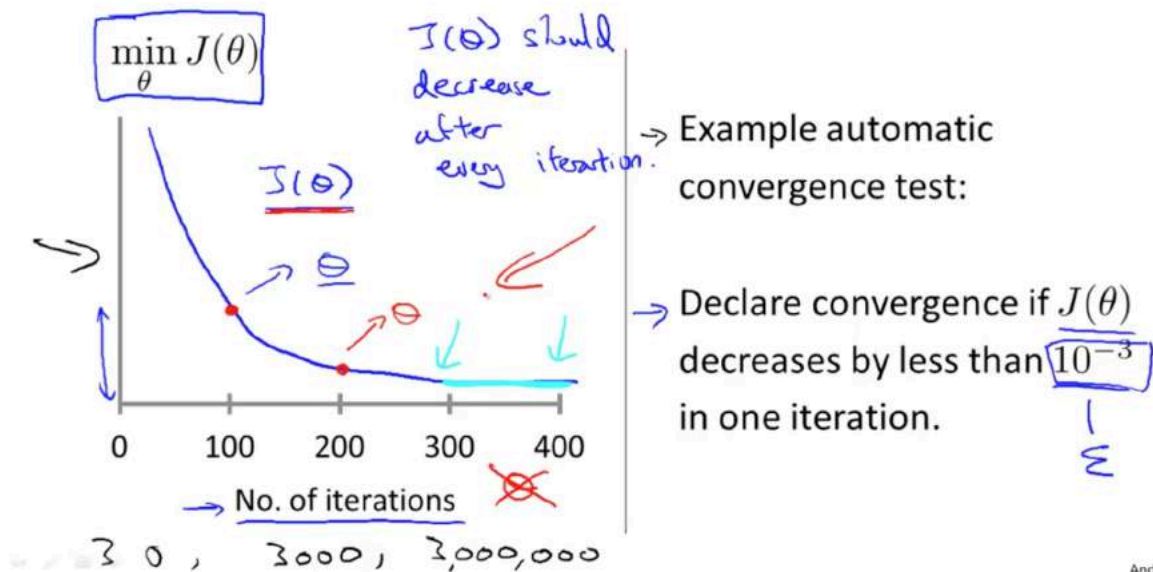 min J(θ)
θ
J(θ) should
decrease
after
every iteration.
J(θ)
θ
θ
0 100 200 300 400
No. of iterations
θ
30, 3000, 3,000,000
Example automatic
convergence test:
Declare convergence if J(θ)
decreases by less than 10⁻³
in one iteration.
ε